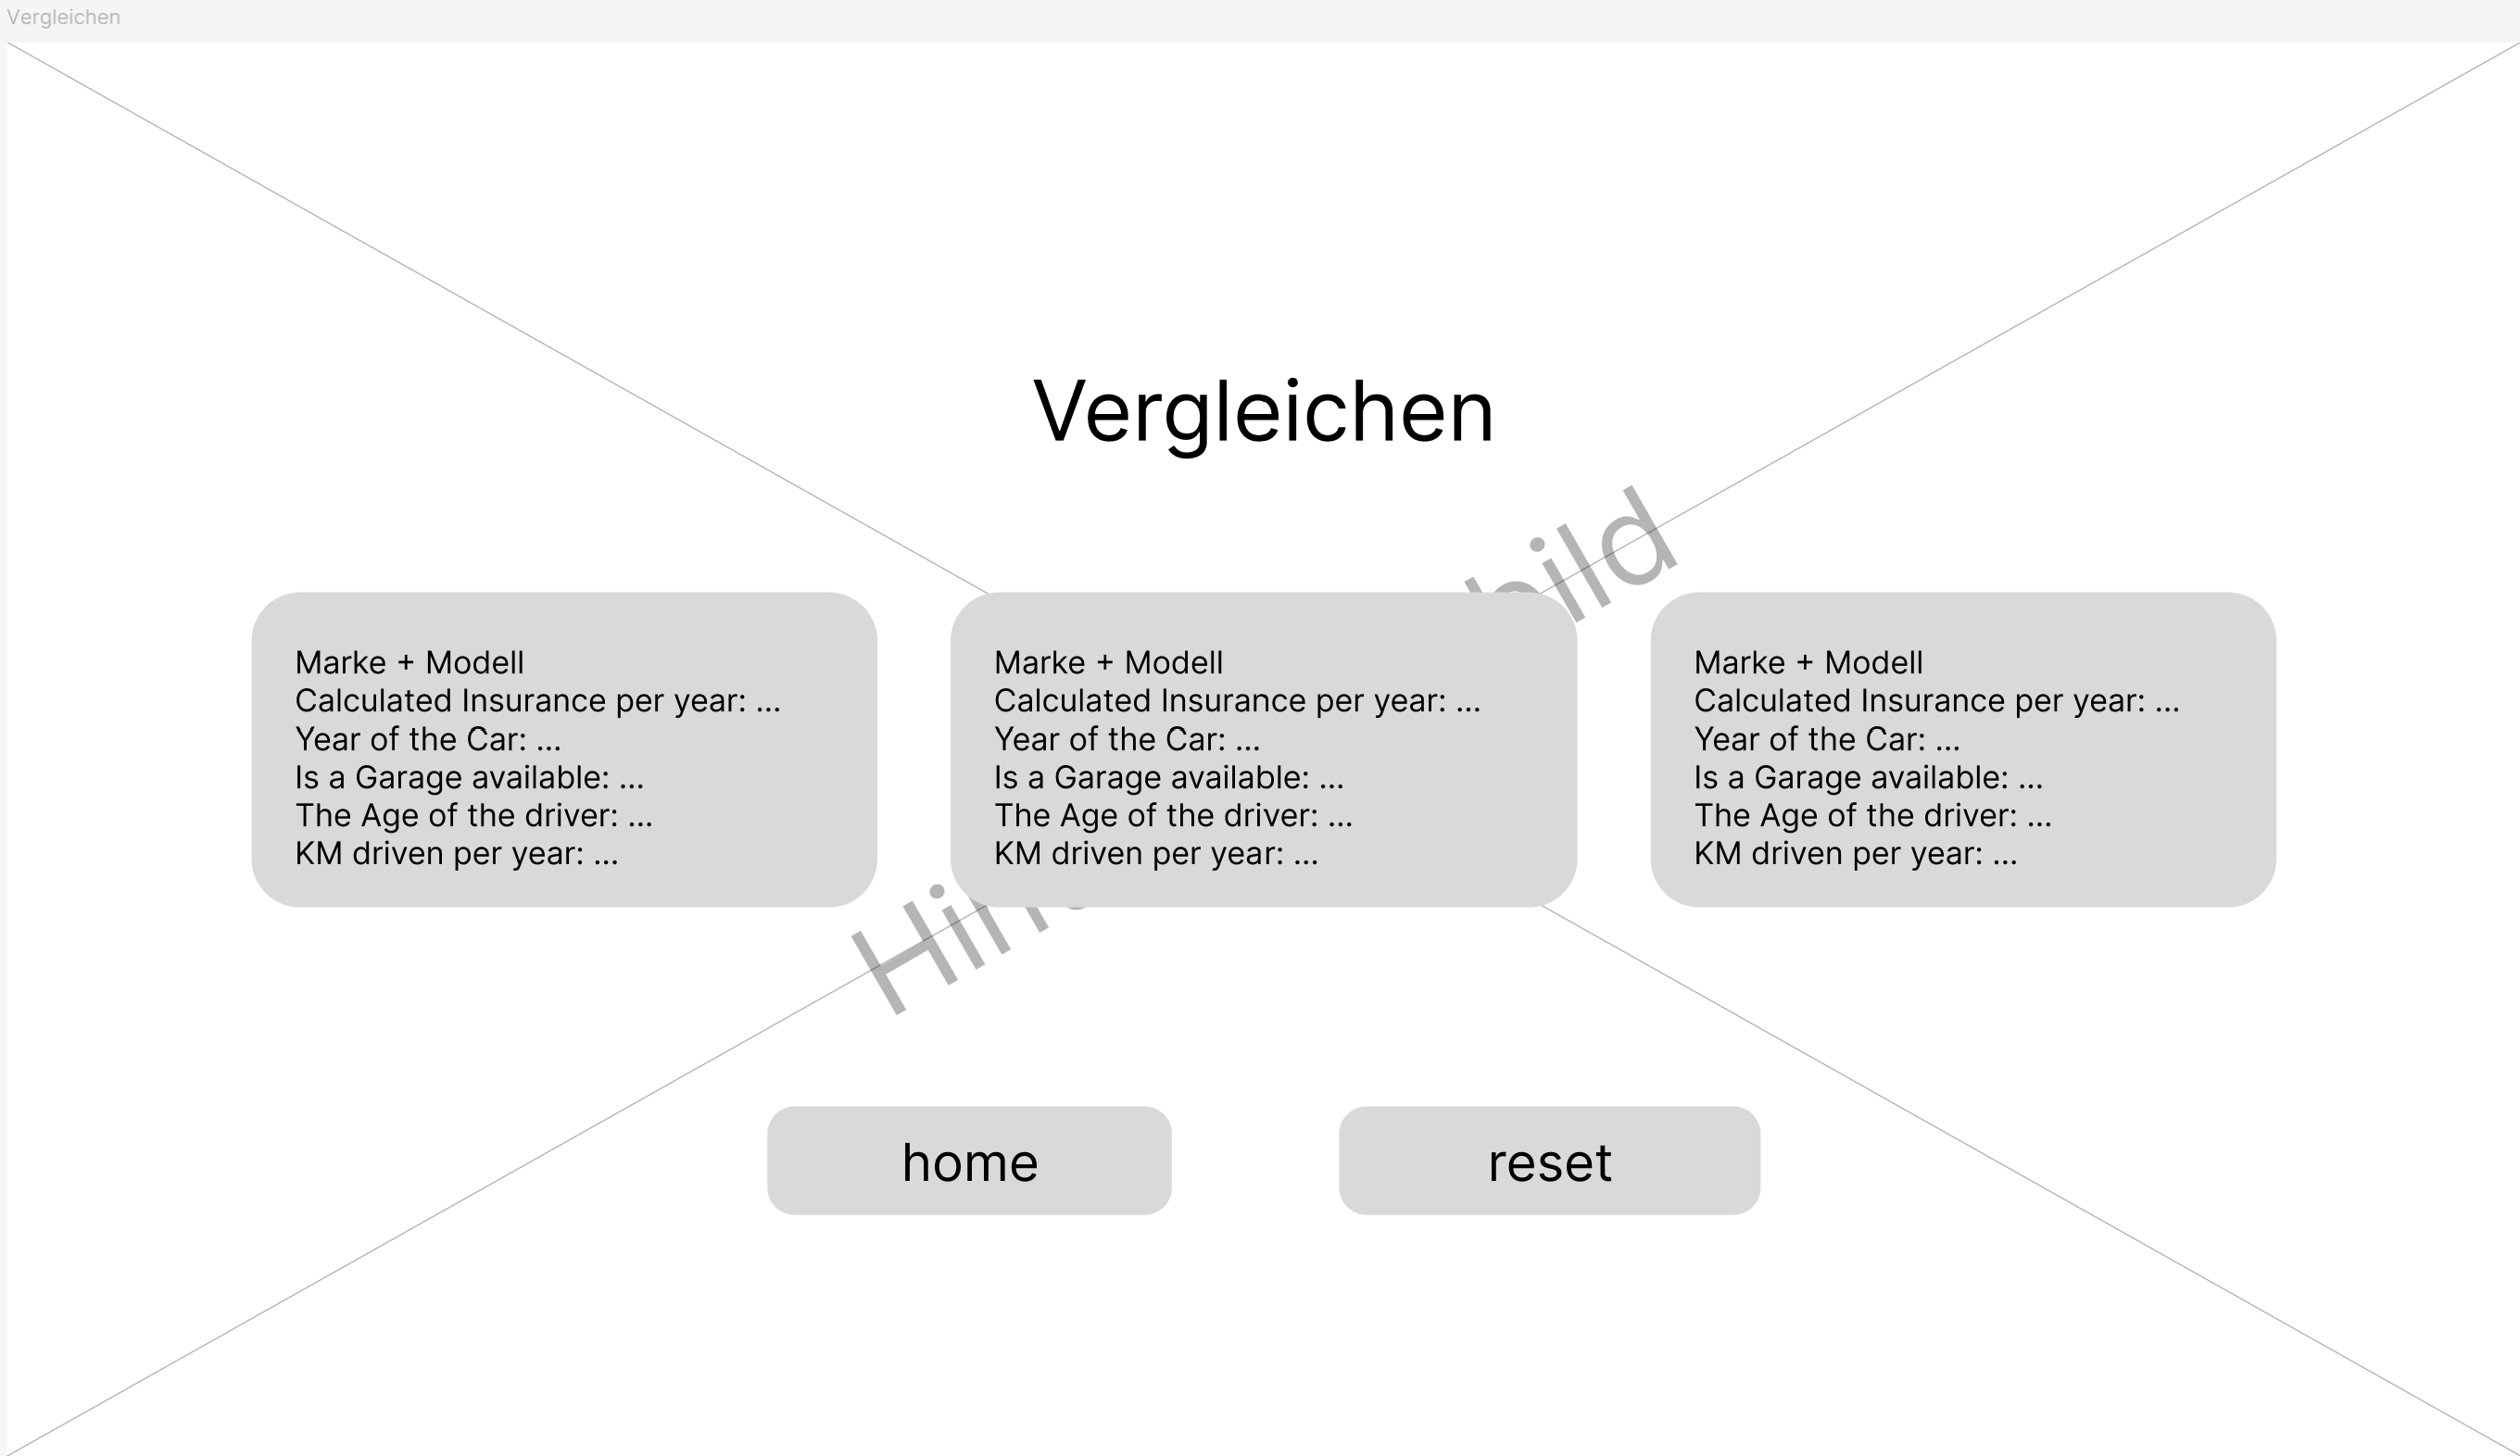 Vergleichen
Vergleichen
Marke + Modell
Calculated Insurance per year: ...
Year of the Car: ...
Is a Garage available: ...
The Age of the driver: ...
KM driven per year: ...
Marke + Modell
Calculated Insurance per year: ...
Year of the Car: ...
Is a Garage available: ...
The Age of the driver: ...
KM driven per year: ...
Marke + Modell
Calculated Insurance per year: ...
Year of the Car: ...
Is a Garage available: ...
The Age of the driver: ...
KM driven per year: ...
home
reset